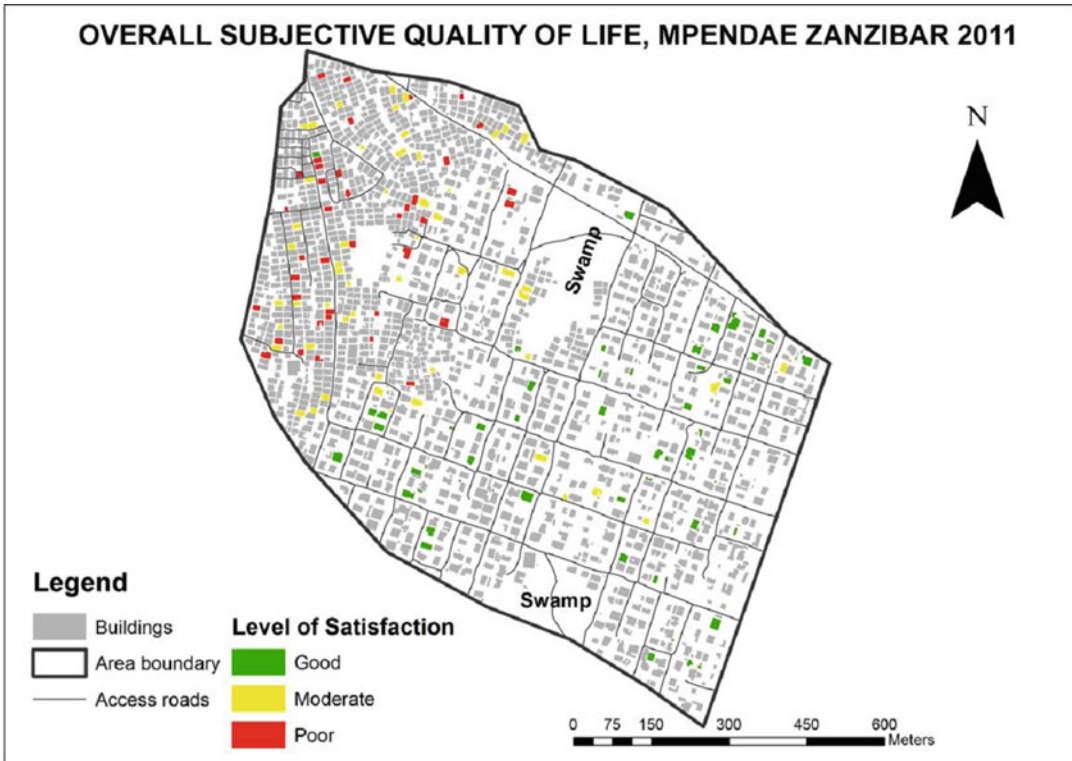 OVERALL SUBJECTIVE QUALITY OF LIFE, MPENDAE ZANZIBAR 2011
N
Swamp
Swamp
Legend
Buildings
Area boundary
Access roads
Level of Satisfaction
Good
Moderate
Poor
0 75 150 300 450 600
Meters